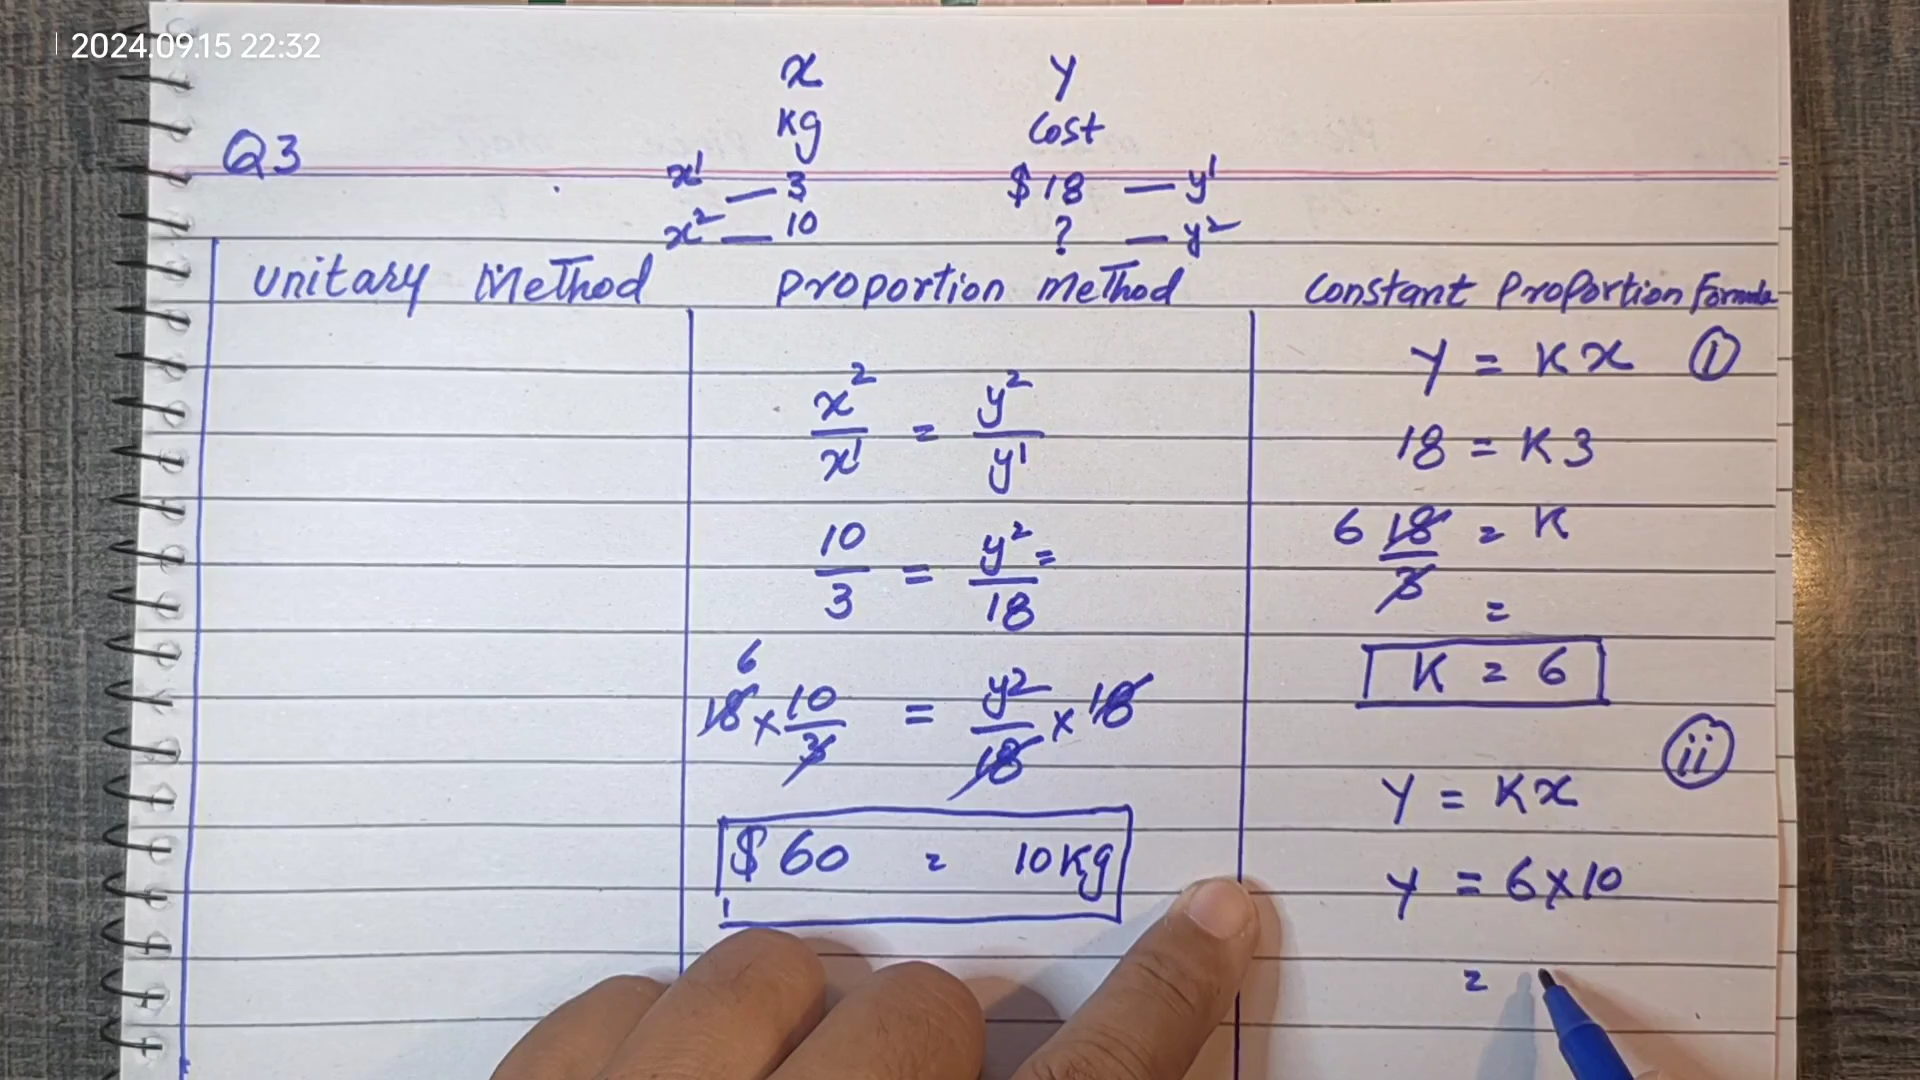 2024.09.15 22:32
x y
kg Cost
Q3
x¹ — 3 $18 — y¹
x² — 10 ? — y²
Unitary Method
Proportion Method
x²/x¹ = y²/y¹
10/3 = y²/18 =
6
18 × 10/3 = y²/18 × 18
$60 = 10kg
Constant Proportion Formula
y = Kx (i)
18 = K3
6 18/3 = K
=
K = 6
(ii)
y = Kx
y = 6×10
=